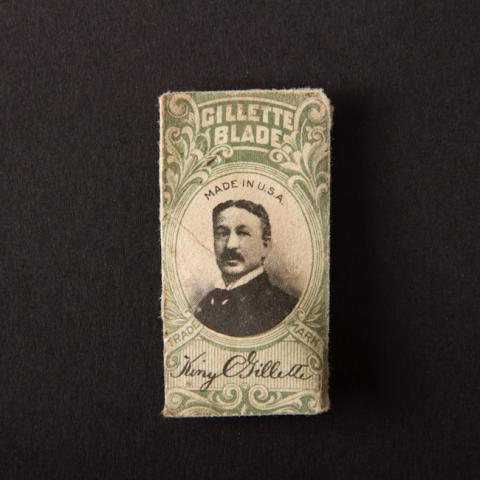 GILLETTE
BLADE
MADE IN U.S.A.
TRADE MARK
King C Gillette